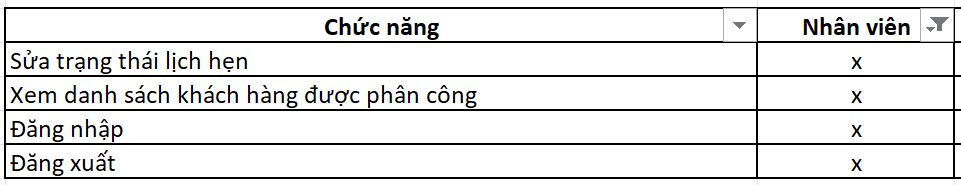 Chức năng Nhân viên
Sửa trạng thái lịch hẹn x
Xem danh sách khách hàng được phân công x
Đăng nhập x
Đăng xuất x